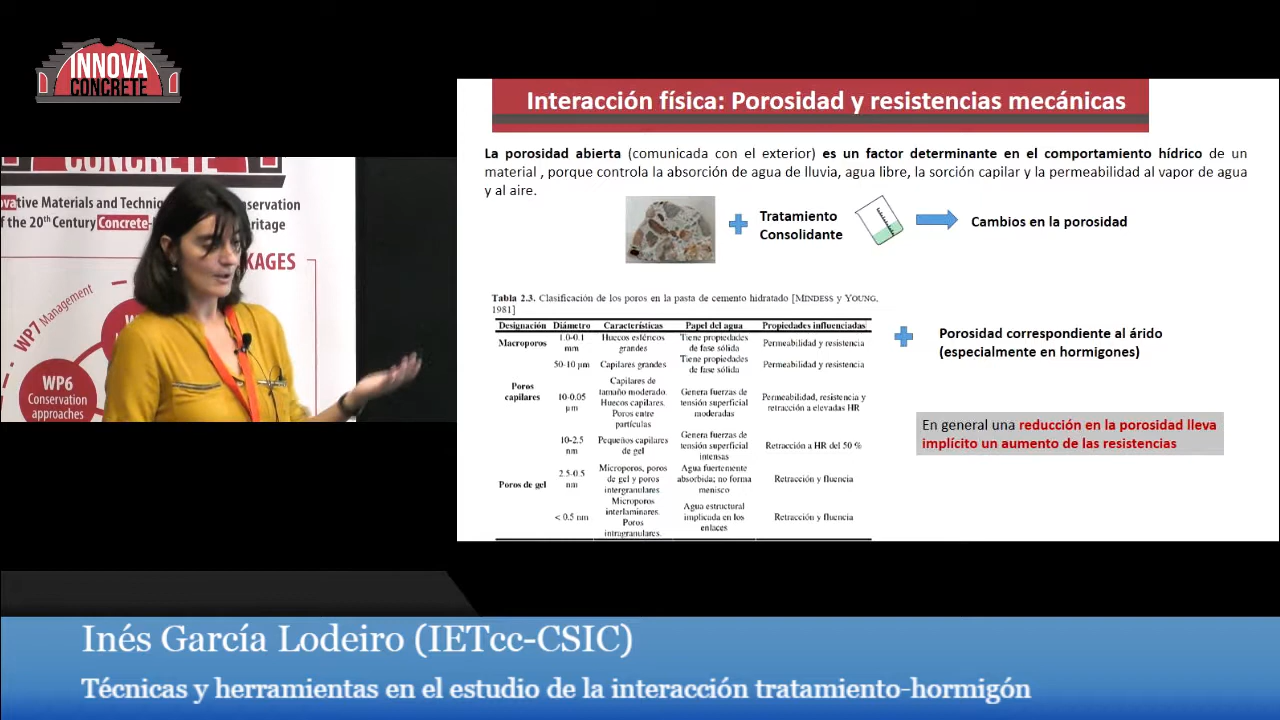 INNOVA
CONCRETE
Interacción física: Porosidad y resistencias mecánicas
La porosidad abierta (comunicada con el exterior) es un factor determinante en el comportamiento hídrico de un
material , porque controla la absorción de agua de lluvia, agua libre, la sorción capilar y la permeabilidad al vapor de agua
y al aire.
Tratamiento
Consolidante
Cambios en la porosidad
Tabla 2.3. Clasificación de los poros en la pasta de cemento hidratado [MINDESS y YOUNG,
1981]
Designación Diámetro Características Papel del agua Propiedades influenciadas
Macroporos 1.0-0.1 mm Huecos esféricos grandes Tiene propiedades de fase sólida Permeabilidad y resistencia
50-10 μm Capilares grandes Tiene propiedades de fase sólida Permeabilidad y resistencia
Poros capilares 10-0.05 μm Capilares de tamaño moderado. Huecos capilares. Poros entre partículas Genera fuerzas de tensión superficial moderadas Permeabilidad, resistencia y retracción a elevadas HR
10-2.5 nm Pequeños capilares de gel Genera fuerzas de tensión superficial intensas Retracción a HR del 50 %
Poros de gel 2.5-0.5 nm Microporos, poros de gel y poros intergranulares. Agua fuertemente absorbida; no forma menisco Retracción y fluencia
< 0.5 nm Microporos interlaminares. Poros intragranulares. Agua estructural implicada en los enlaces Retracción y fluencia
Porosidad correspondiente al árido
(especialmente en hormigones)
En general una reducción en la porosidad lleva
implícito un aumento de las resistencias
CONCRETE
vative Materials and Techniq
servation
of the 20th Century Concrete-
ritage
KAGES
WP7 Management
WP6
Conservation
approaches
Inés García Lodeiro (IETcc-CSIC)
Técnicas y herramientas en el estudio de la interacción tratamiento-hormigón